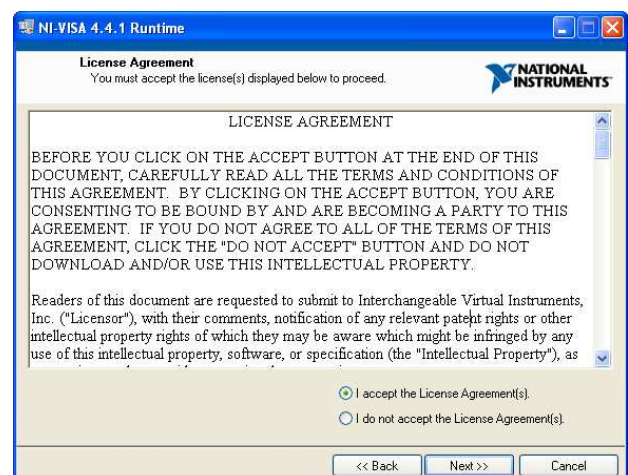 NI-VISA 4.4.1 Runtime
License Agreement
You must accept the license(s) displayed below to proceed.
NATIONAL
INSTRUMENTS
LICENSE AGREEMENT
BEFORE YOU CLICK ON THE ACCEPT BUTTON AT THE END OF THIS
DOCUMENT, CAREFULLY READ ALL THE TERMS AND CONDITIONS OF
THIS AGREEMENT. BY CLICKING ON THE ACCEPT BUTTON, YOU ARE
CONSENTING TO BE BOUND BY AND ARE BECOMING A PARTY TO THIS
AGREEMENT. IF YOU DO NOT AGREE TO ALL OF THE TERMS OF THIS
AGREEMENT, CLICK THE "DO NOT ACCEPT" BUTTON AND DO NOT
DOWNLOAD AND/OR USE THIS INTELLECTUAL PROPERTY.
Readers of this document are requested to submit to Interchangeable Virtual Instruments,
Inc. ("Licensor"), with their comments, notification of any relevant patent rights or other
intellectual property rights of which they may be aware which might be infringed by any
use of this intellectual property, software, or specification (the "Intellectual Property"), as
I accept the License Agreement(s).
I do not accept the License Agreement(s).
<< Back
Next >>
Cancel